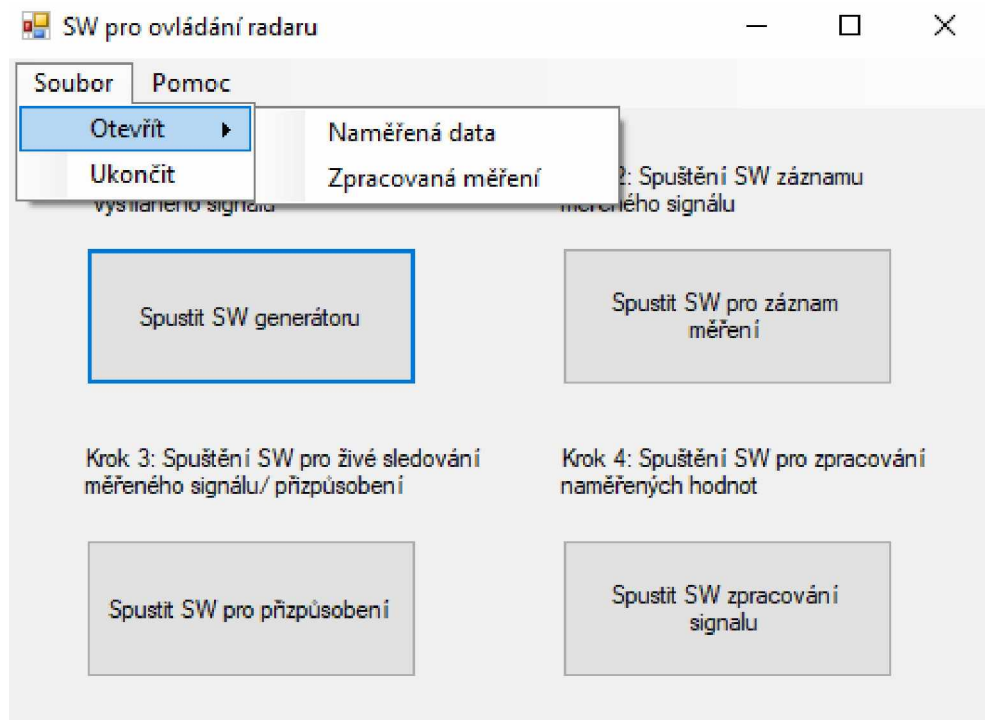 SW pro ovládání radaru
Soubor Pomoc
Otevřít
Ukončit
Naměřená data
Zpracovaná měření
2: Spuštění SW záznamu
signálu
Spustit SW generátoru
Spustit SW pro záznam
měření
Krok 3: Spuštění SW pro živé sledování
měřeného signálu/ přizpůsobení
Krok 4: Spuštění SW pro zpracování
naměřených hodnot
Spustit SW pro přizpůsobení
Spustit SW zpracování
signalu